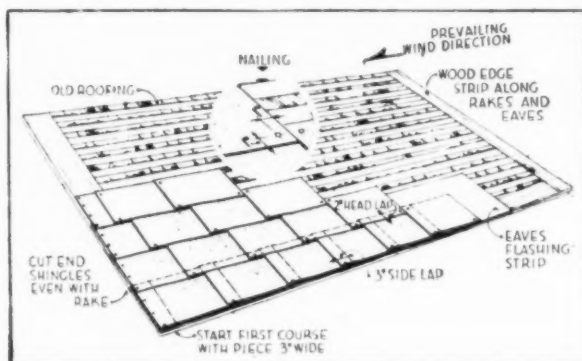 PREVAILING
WIND DIRECTION
NAILING
OLD ROOFING
WOOD EDGE
STRIP ALONG
RAKES AND
EAVES
2" HEAD LAP
EAVES
FLASHING
STRIP
3" SIDE LAP
CUT END
SHINGLES
EVEN WITH
RAKE
START FIRST COURSE
WITH PIECE 3" WIDE